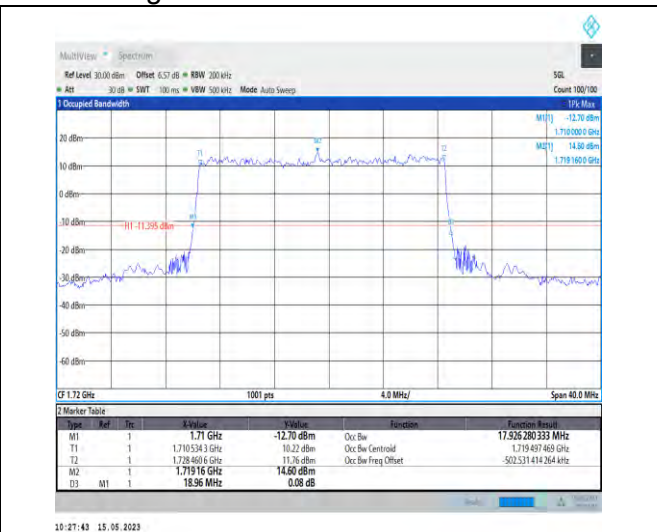 MultiView Spectrum
Ref Level 30.00 dBm Offset 6.57 dB RBW 200 kHz SGL
Att 30 dB SWT 100 ms VBW 500 kHz Mode Auto Sweep Count 100/100
1 Occupied Bandwidth 1Pk Max
M1[1] -12.70 dBm
1.710000 0 GHz
M2[1] 14.60 dBm
1.719160 0 GHz
20 dBm
M2
T1 T2
10 dBm
0 dBm
-10 dBm
H1 -11.395 dBm
-20 dBm
-30 dBm
-40 dBm
-50 dBm
-60 dBm
CF 1.72 GHz 1001 pts 4.0 MHz/ Span 40.0 MHz
2 Marker Table
Type Ref Trc X-Value Y-Value Function Function Result
M1 1 1.71 GHz -12.70 dBm Occ Bw 17.926 280 333 MHz
T1 1 1.710 534 3 GHz 10.22 dBm Occ Bw Centroid 1.719 497 469 GHz
T2 1 1.728 460 6 GHz 11.76 dBm Occ Bw Freq Offset -502.531 414 264 kHz
M2 1 1.719 16 GHz 14.60 dBm
D3 M1 1 18.96 MHz 0.08 dB
10:27:43 15.05.2023